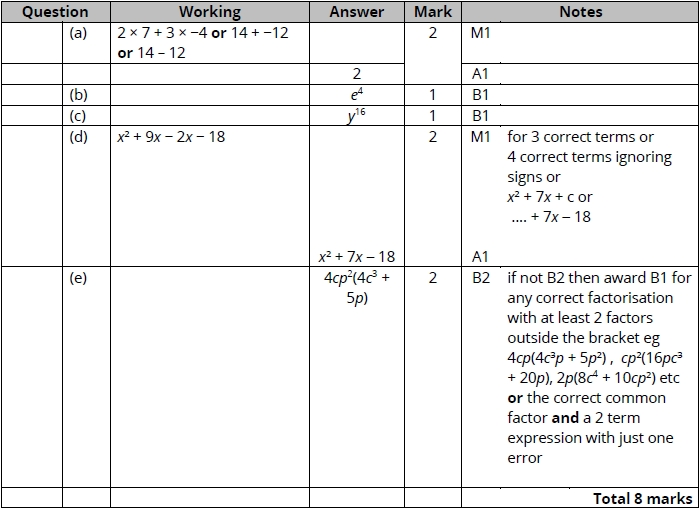 Question Working Answer Mark Notes
(a) 2 × 7 + 3 × −4 or 14 + −12 2 M1
or 14 – 12
2 A1
(b) e⁴ 1 B1
(c) y¹⁶ 1 B1
(d) x² + 9x − 2x − 18 2 M1 for 3 correct terms or
4 correct terms ignoring
signs or
x² + 7x + c or
.... + 7x – 18
x² + 7x – 18 A1
(e) 4cp²(4c³ + 2 B2 if not B2 then award B1 for
5p) any correct factorisation
with at least 2 factors
outside the bracket eg
4cp(4c³p + 5p²) , cp²(16pc³
+ 20p), 2p(8c⁴ + 10cp²) etc
or the correct common
factor and a 2 term
expression with just one
error
Total 8 marks